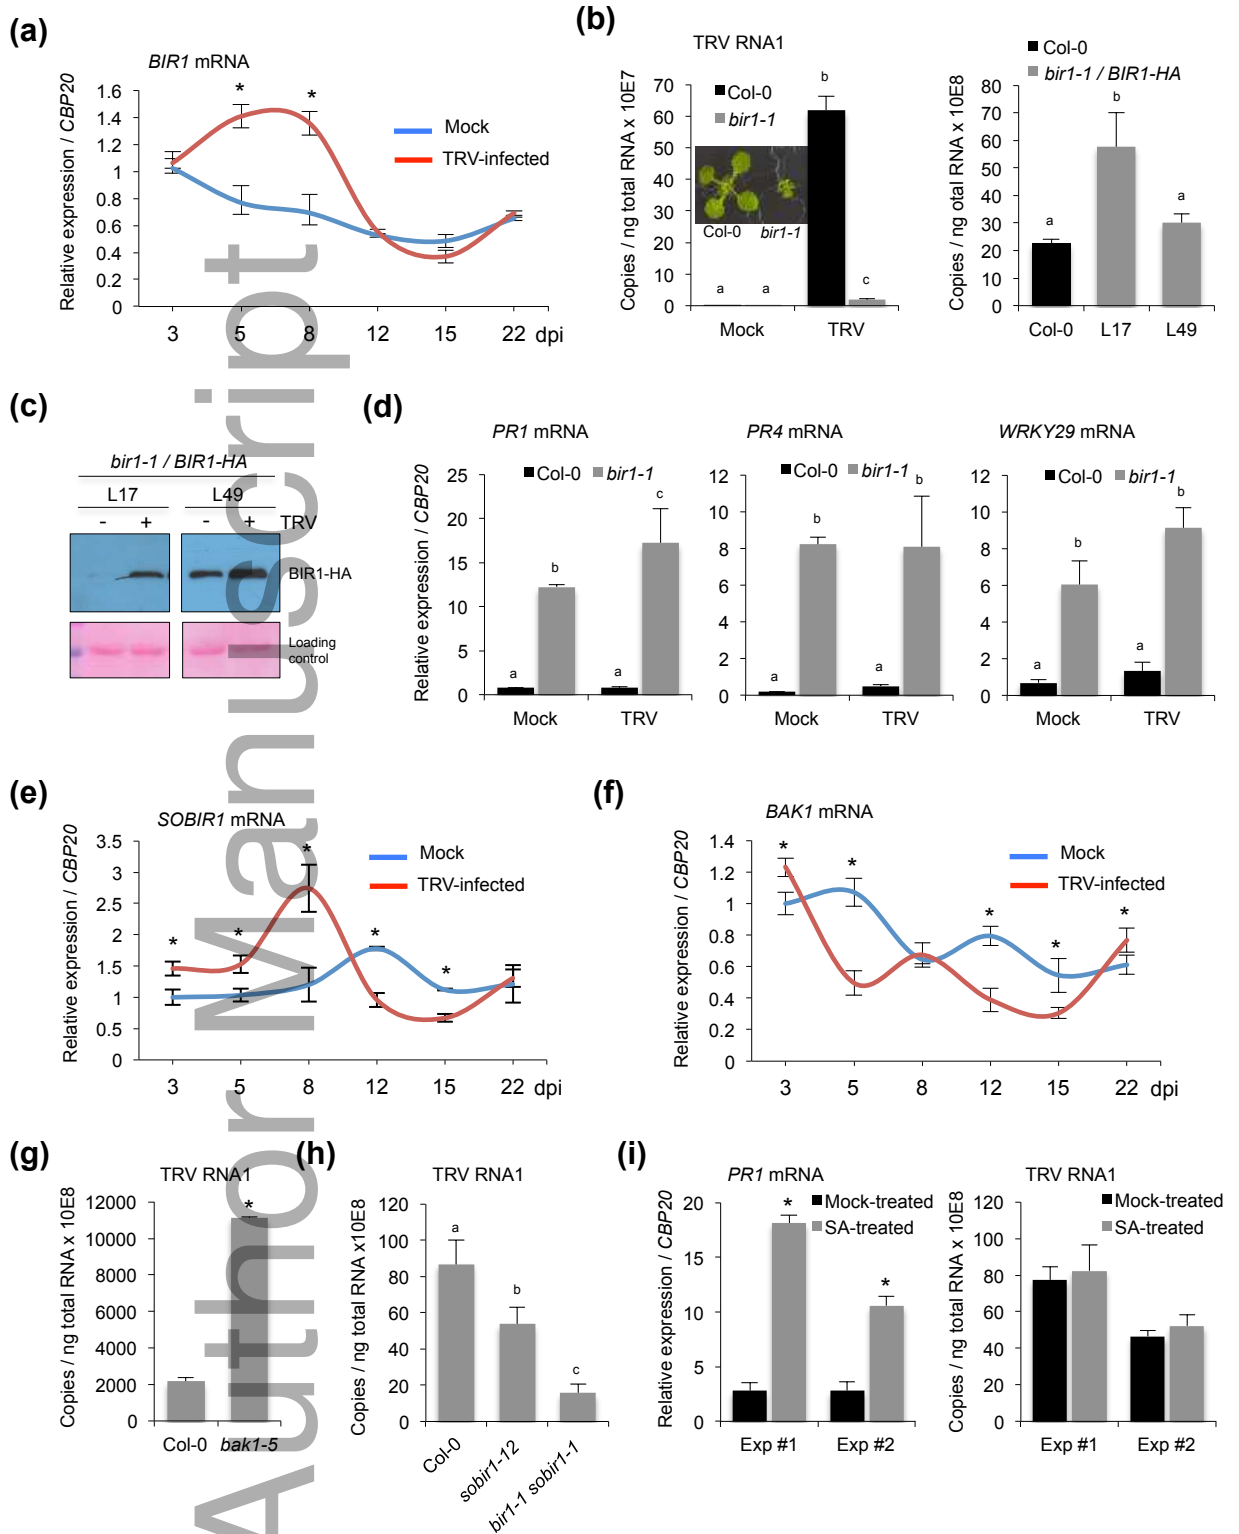 (a)
BIR1 mRNA
Relative expression / CBP20
1.6
1.4
1.2
1
0.8
0.6
0.4
0.2
0
* *
Mock
TRV-infected
3 5 8 12 15 22 dpi
(b)
TRV RNA1
Copies / ng total RNA x 10E7
70
60
50
40
30
20
10
0
Col-0
bir1-1
Col-0 bir1-1
a a b c
Mock TRV
Col-0
bir1-1 / BIR1-HA
Copies / ng otal RNA x 10E8
80
70
60
50
40
30
20
10
0
a b a
Col-0 L17 L49
(c)
bir1-1 / BIR1-HA
L17 L49
- + - + TRV
BIR1-HA
Loading
control
(d)
PR1 mRNA
Relative expression / CBP20
25
20
15
10
5
0
Col-0 bir1-1
a b a c
Mock TRV
PR4 mRNA
12
10
8
6
4
2
0
Col-0 bir1-1
a b a b
Mock TRV
WRKY29 mRNA
12
10
8
6
4
2
0
Col-0 bir1-1
a b a b
Mock TRV
(e)
SOBIR1 mRNA
Relative expression / CBP20
3.5
3
2.5
2
1.5
1
0.5
0
* * * * *
Mock
TRV-infected
3 5 8 12 15 22 dpi
(f)
BAK1 mRNA
Relative expression / CBP20
1.4
1.2
1
0.8
0.6
0.4
0.2
0
* * * * *
Mock
TRV-infected
3 5 8 12 15 22 dpi
(g)
TRV RNA1
Copies / ng total RNA x 10E8
12000
10000
8000
6000
4000
2000
0
*
Col-0 bak1-5
(h)
TRV RNA1
Copies / ng total RNA x10E8
120
100
80
60
40
20
0
a b c
Col-0
sobir1-12
bir1-1 sobir1-1
(i)
PR1 mRNA
Relative expression / CBP20
20
15
10
5
0
* *
Mock-treated
SA-treated
Exp #1 Exp #2
TRV RNA1
Copies / ng total RNA x 10E8
120
100
80
60
40
20
0
Mock-treated
SA-treated
Exp #1 Exp #2
Author Manuscript